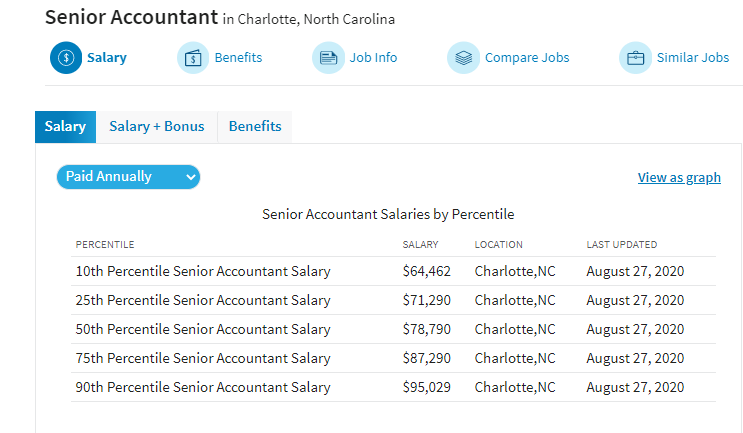 Senior Accountant in Charlotte, North Carolina
Salary Benefits Job Info Compare Jobs Similar Jobs
Salary Salary + Bonus Benefits
Paid Annually View as graph
Senior Accountant Salaries by Percentile
PERCENTILE SALARY LOCATION LAST UPDATED
10th Percentile Senior Accountant Salary $64,462 Charlotte,NC August 27, 2020
25th Percentile Senior Accountant Salary $71,290 Charlotte,NC August 27, 2020
50th Percentile Senior Accountant Salary $78,790 Charlotte,NC August 27, 2020
75th Percentile Senior Accountant Salary $87,290 Charlotte,NC August 27, 2020
90th Percentile Senior Accountant Salary $95,029 Charlotte,NC August 27, 2020